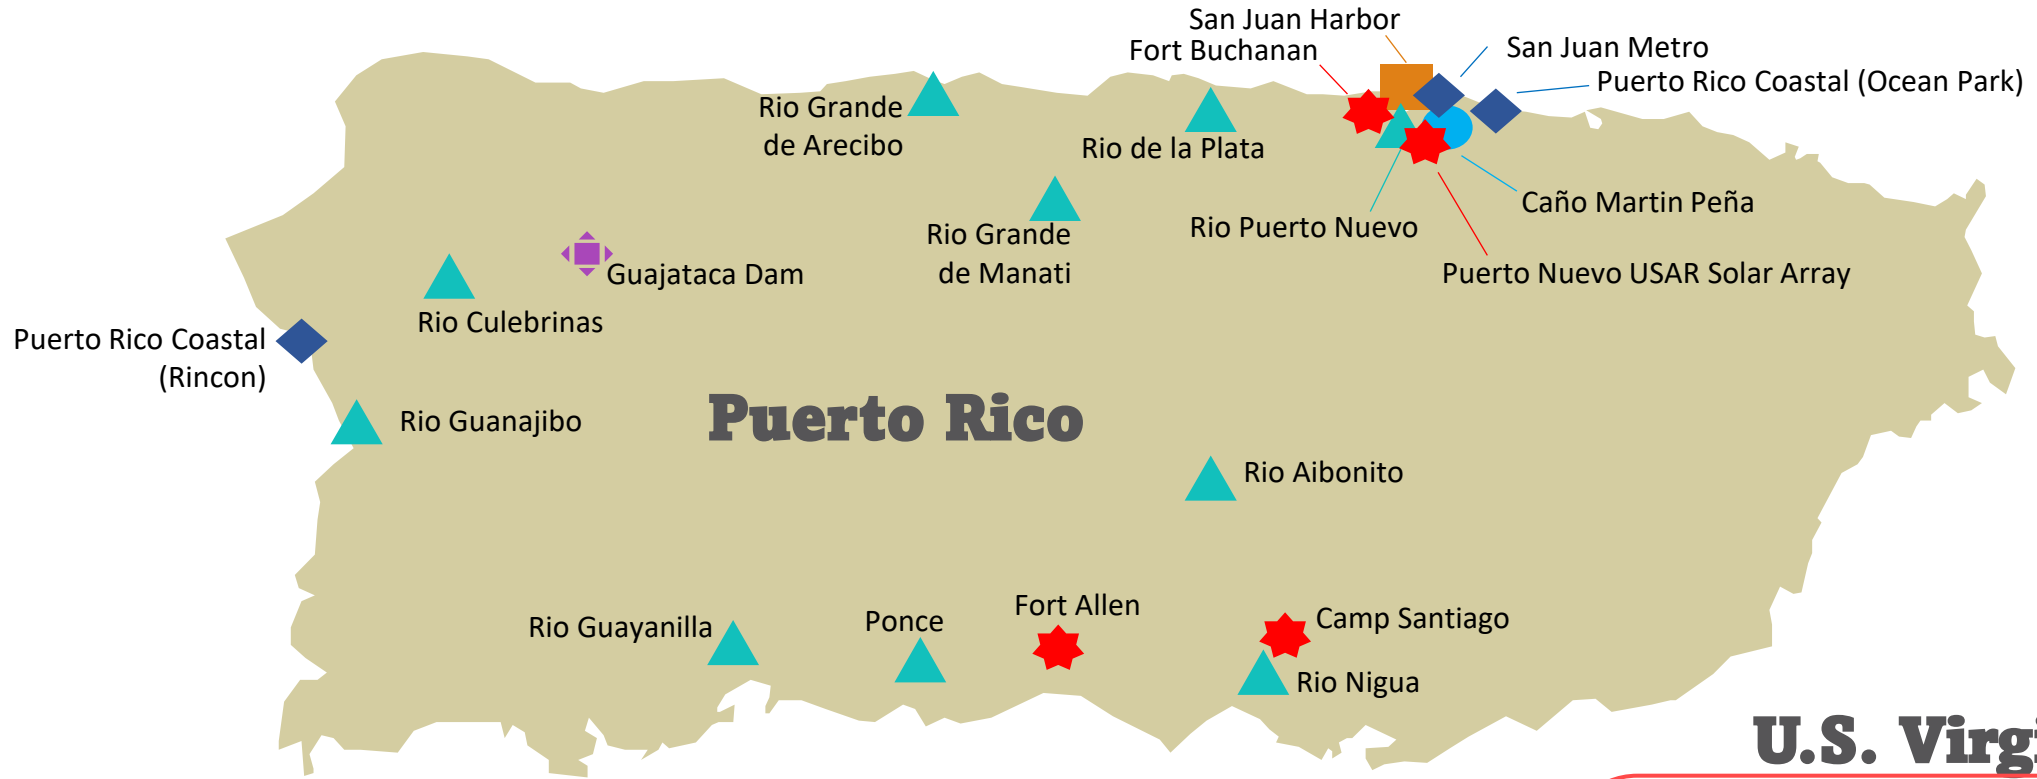 San Juan Harbor
Fort Buchanan
San Juan Metro
Puerto Rico Coastal (Ocean Park)
Rio Grande
de Arecibo
Rio de la Plata
Caño Martin Peña
Rio Puerto Nuevo
Rio Grande
de Manati
Puerto Nuevo USAR Solar Array
Guajataca Dam
Rio Culebrinas
Puerto Rico Coastal
(Rincon)
Rio Guanajibo
Puerto Rico
Rio Aibonito
Fort Allen
Camp Santiago
Ponce
Rio Guayanilla
Rio Nigua
U.S. Virgi